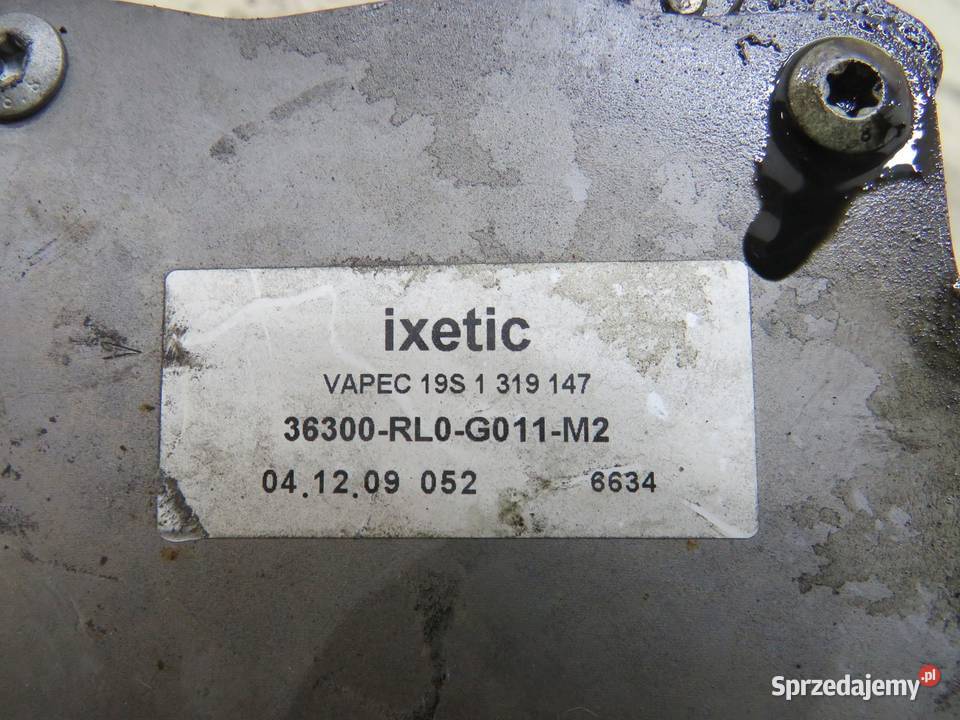 ixetic
VAPEC 19S 1 319 147
36300-RL0-G011-M2
04.12.09 052 6634
Sprzedajemy.pl